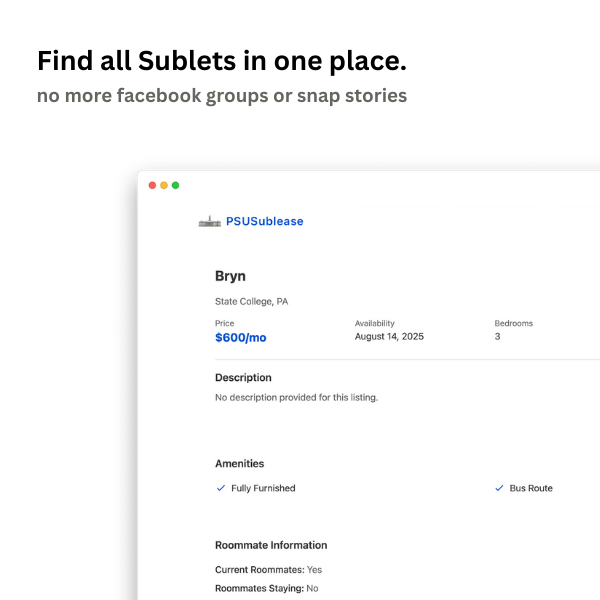 Find all Sublets in one place.
no more facebook groups or snap stories
PSUSublease
Bryn
State College, PA
Price
Availability
Bedrooms
$600/mo
August 14, 2025
3
Description
No description provided for this listing.
Amenities
Fully Furnished
Bus Route
Roommate Information
Current Roommates: Yes
Roommates Staying: No